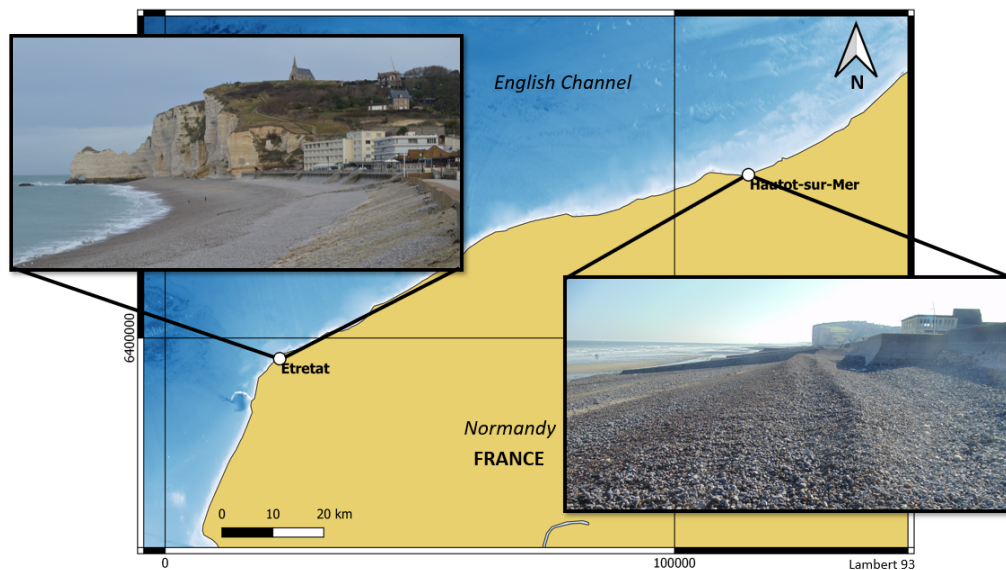 English Channel
N
Hautot-sur-Mer
6400000
Etretat
Normandy
FRANCE
0 10 20 km
0 100000
Lambert 93